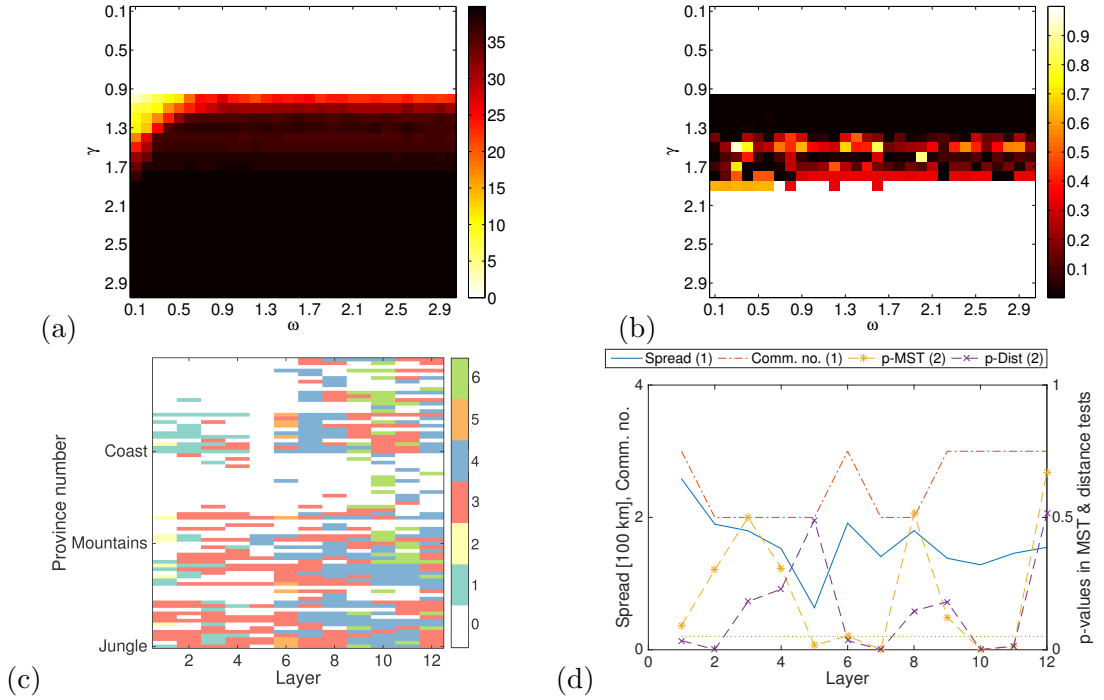 0.1
0.5
0.9
1.3
1.7
2.1
2.5
2.9
γ
0.1 0.5 0.9 1.3 1.7 2.1 2.5 2.9
ω
35
30
25
20
15
10
5
0
(a)
0.1
0.5
0.9
1.3
1.7
2.1
2.5
2.9
γ
0.1 0.5 0.9 1.3 1.7 2.1 2.5 2.9
ω
0.9
0.8
0.7
0.6
0.5
0.4
0.3
0.2
0.1
(b)
Province number
Coast
Mountains
Jungle
2 4 6 8 10 12
Layer
6
5
4
3
2
1
0
(c)
Spread (1) Comm. no. (1) p-MST (2) p-Dist (2)
Spread [100 km], Comm. no.
4
3
2
1
0
0 2 4 6 8 10 12
Layer
1
0.5
0
p-values in MST & distance tests
(d)